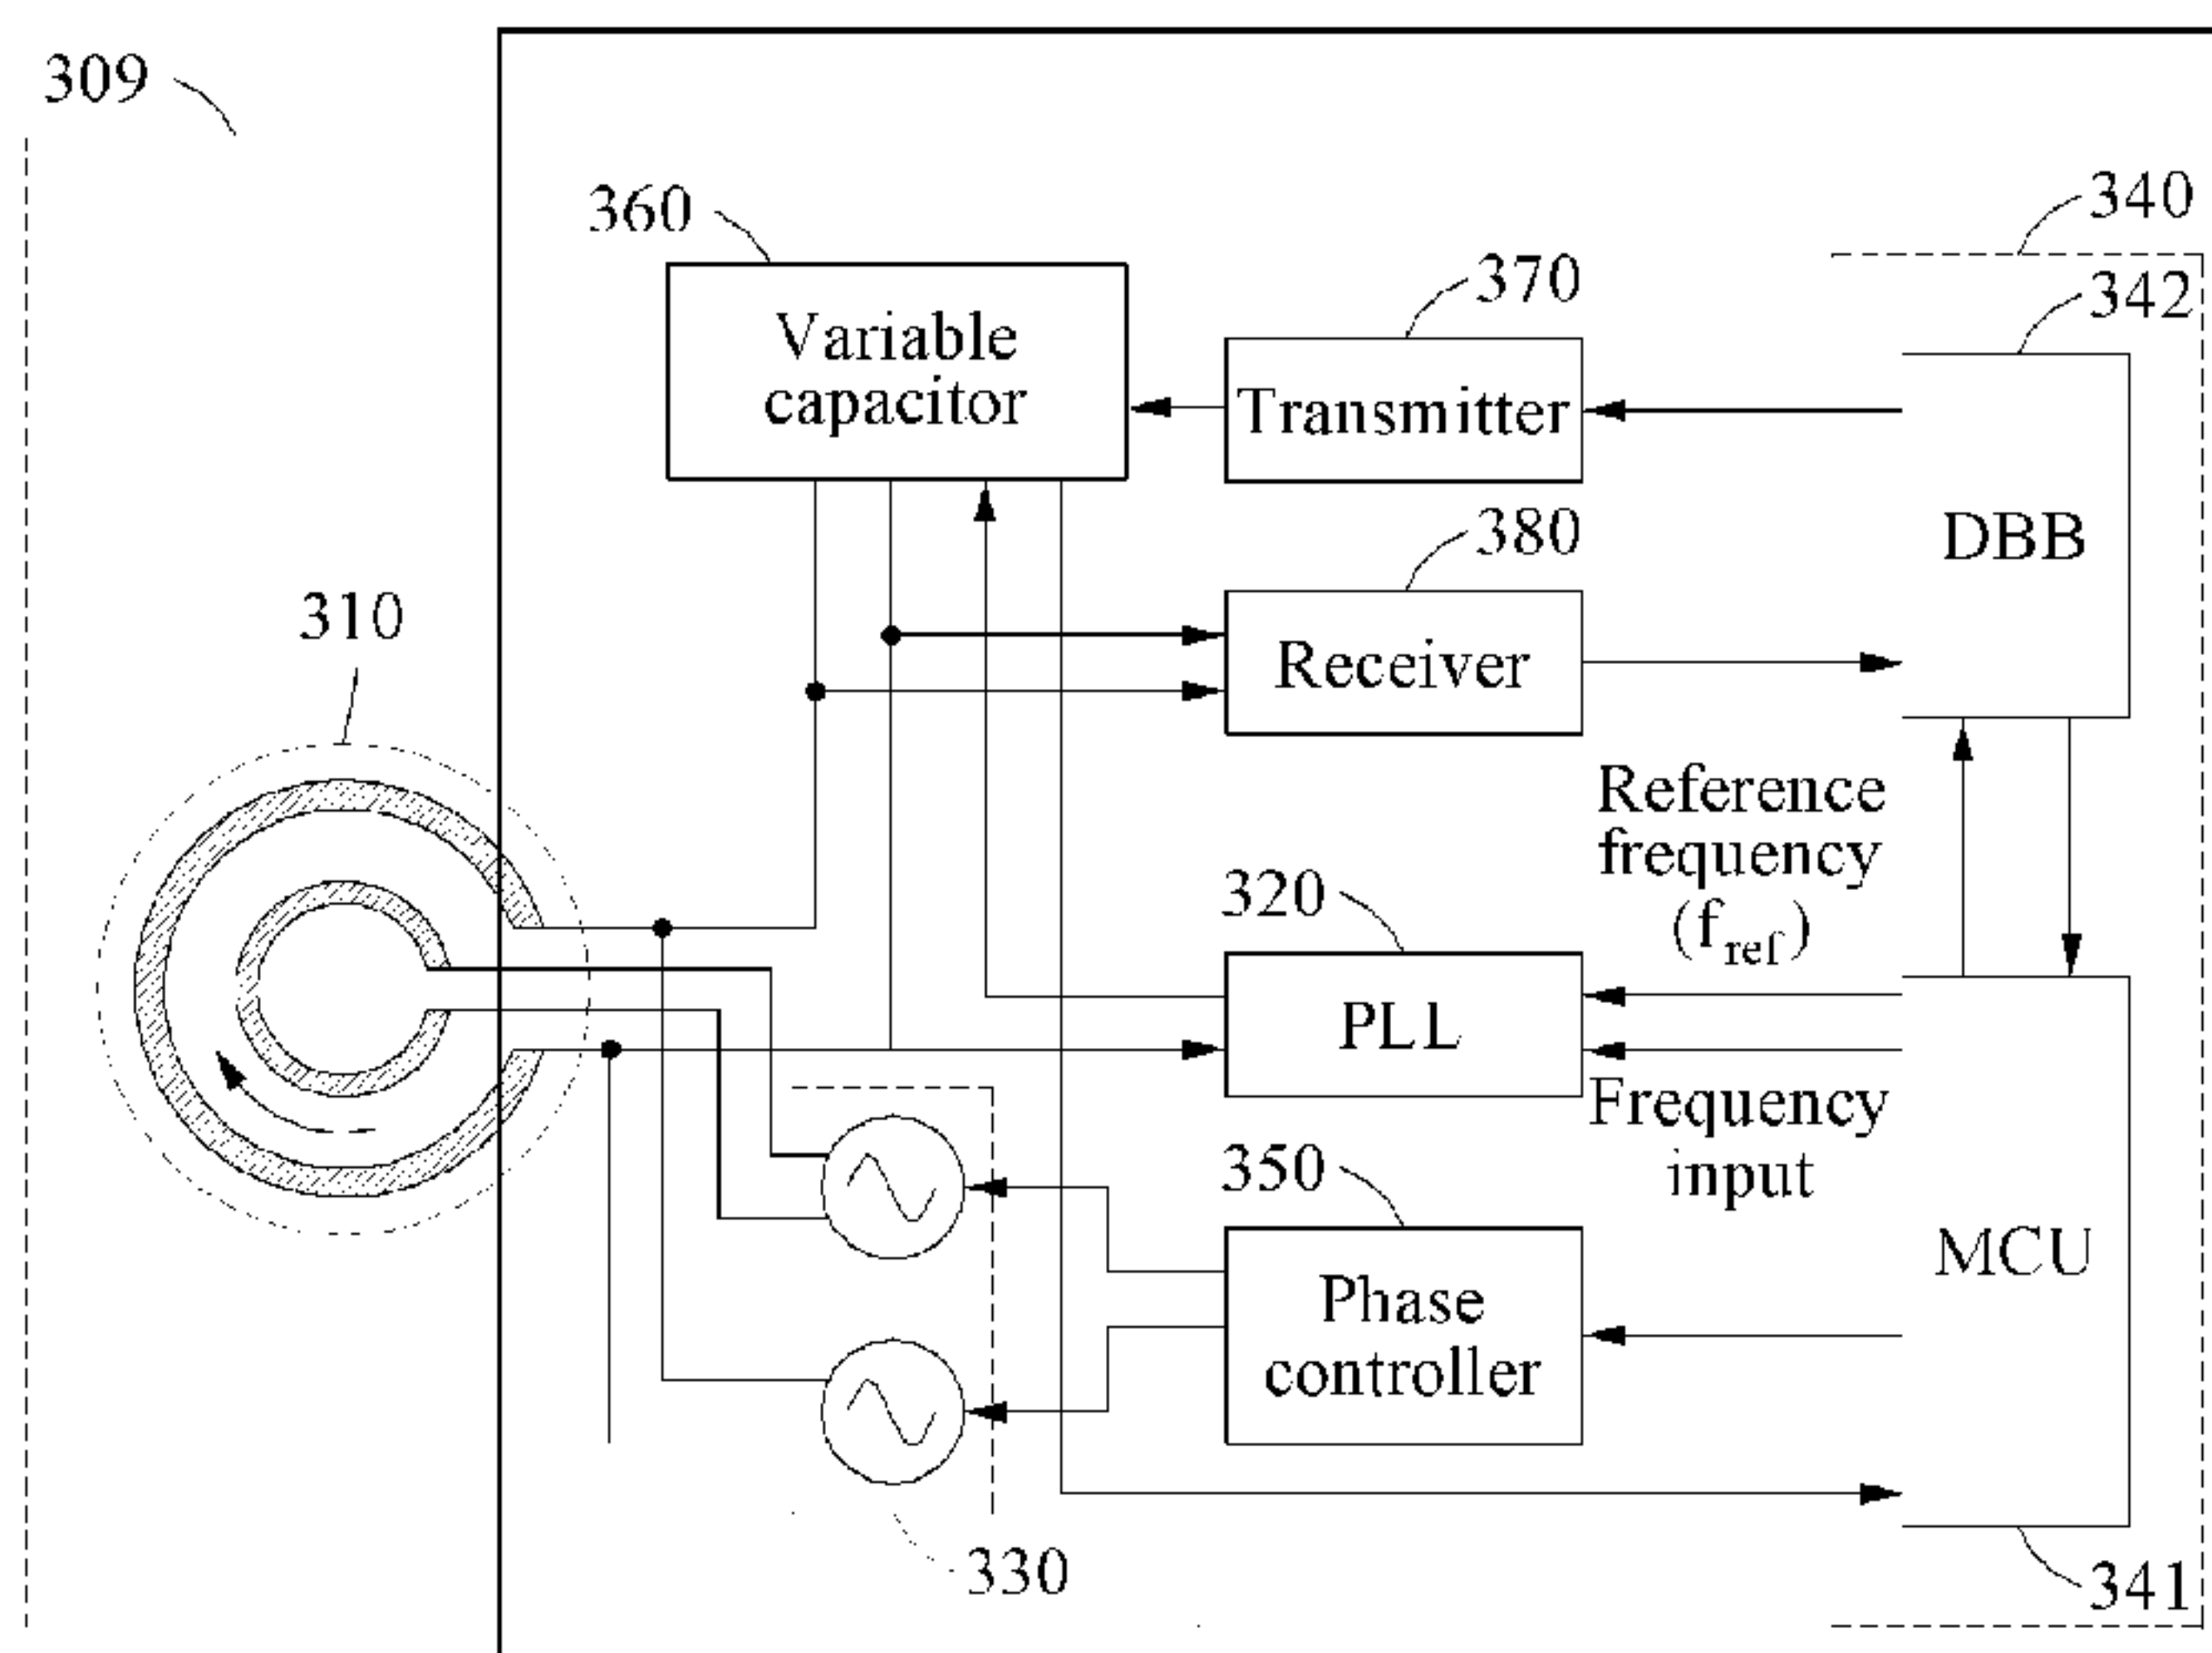 309
360
340
370
342
Variable
capacitor
Transmitter
380
DBB
310
Receiver
Reference
frequency
(fref)
320
PLL
Frequency
input
350
MCU
Phase
controller
330
341